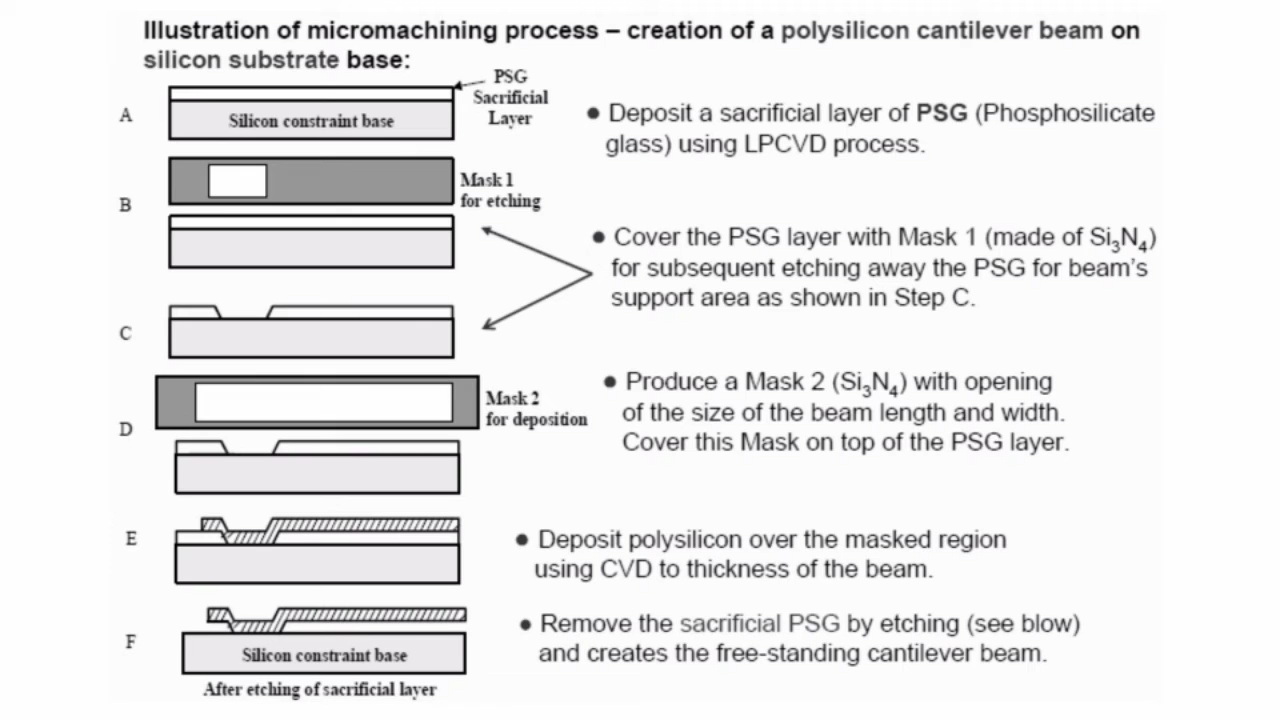 Illustration of micromachining process – creation of a polysilicon cantilever beam on
silicon substrate base:
PSG
Sacrificial
Layer
A
Silicon constraint base
● Deposit a sacrificial layer of PSG (Phosphosilicate
glass) using LPCVD process.
Mask 1
for etching
B
● Cover the PSG layer with Mask 1 (made of Si₃N₄)
for subsequent etching away the PSG for beam's
support area as shown in Step C.
C
Mask 2
for deposition
D
● Produce a Mask 2 (Si₃N₄) with opening
of the size of the beam length and width.
Cover this Mask on top of the PSG layer.
E
● Deposit polysilicon over the masked region
using CVD to thickness of the beam.
F
Silicon constraint base
After etching of sacrificial layer
● Remove the sacrificial PSG by etching (see blow)
and creates the free-standing cantilever beam.